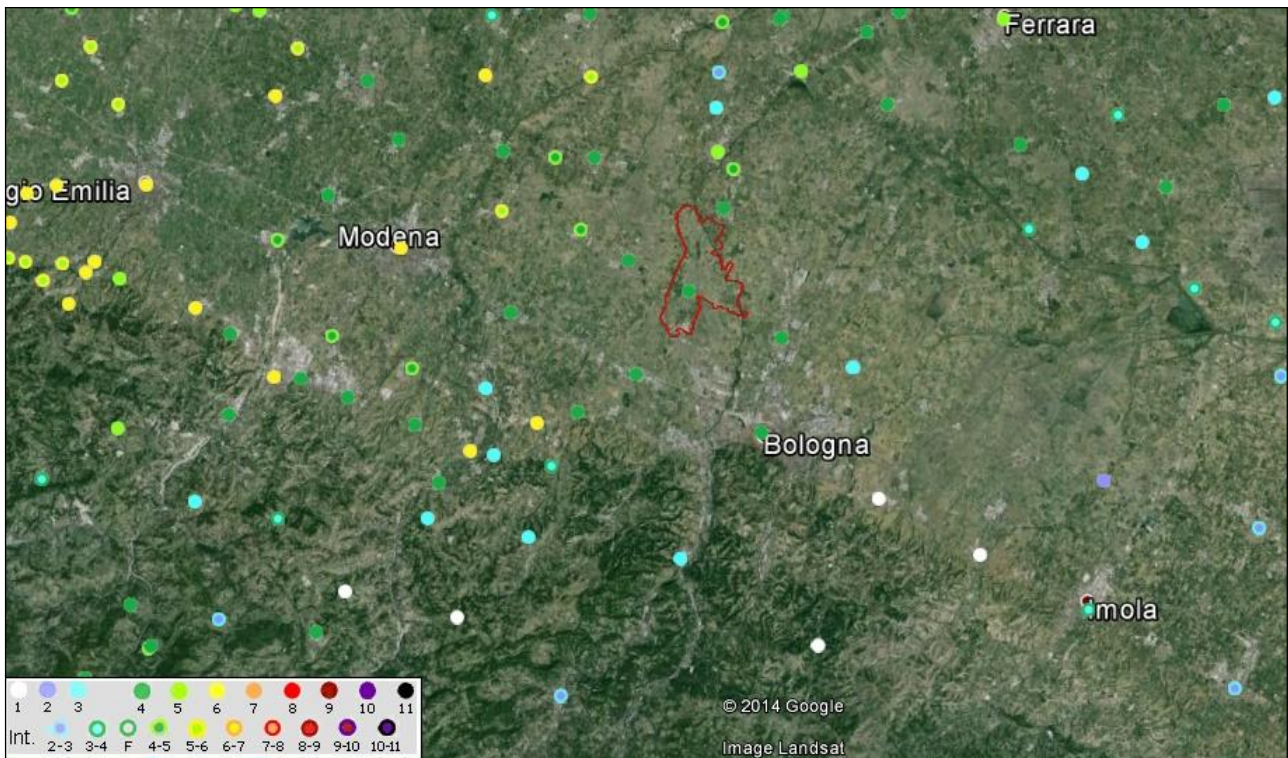 Ferrara
gio Emilia
Modena
Bologna
Imola
1 2 3 4 5 6 7 8 9 10 11
Int. 2-3 3-4 F 4-5 5-6 6-7 7-8 8-9 9-10 10-11
© 2014 Google
Image Landsat